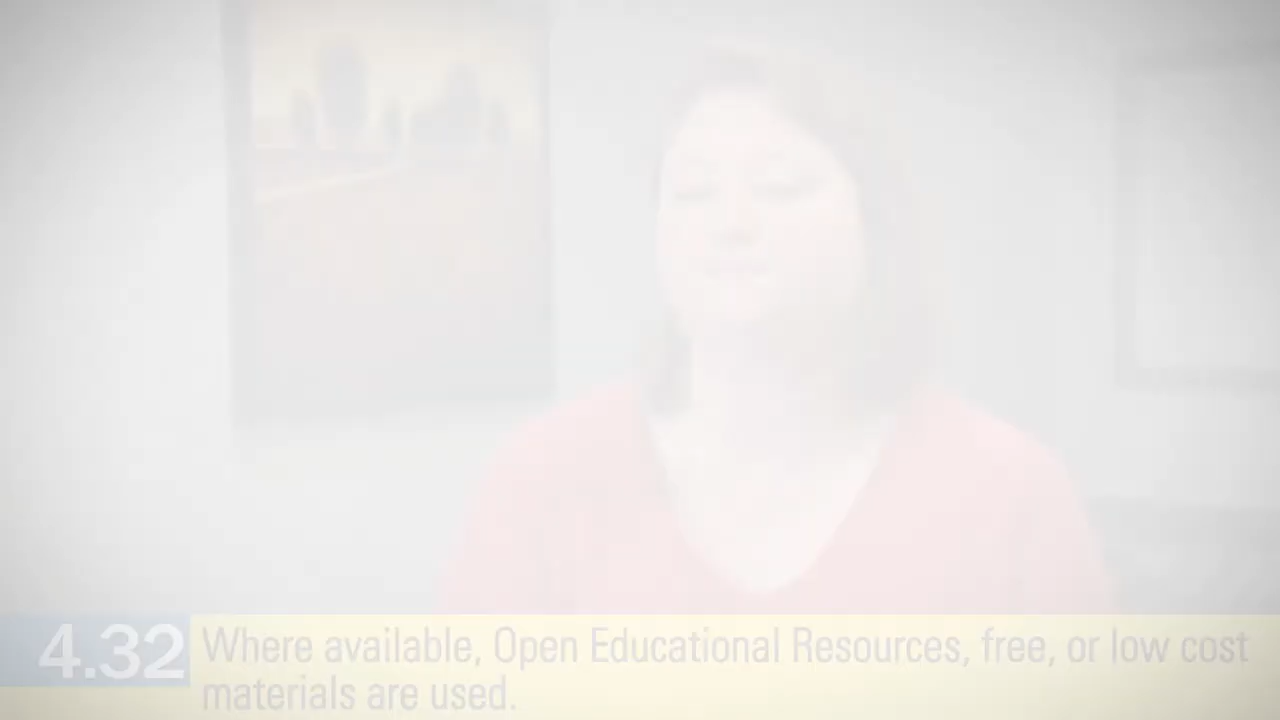 4.32 Where available, Open Educational Resources, free, or low cost
materials are used.